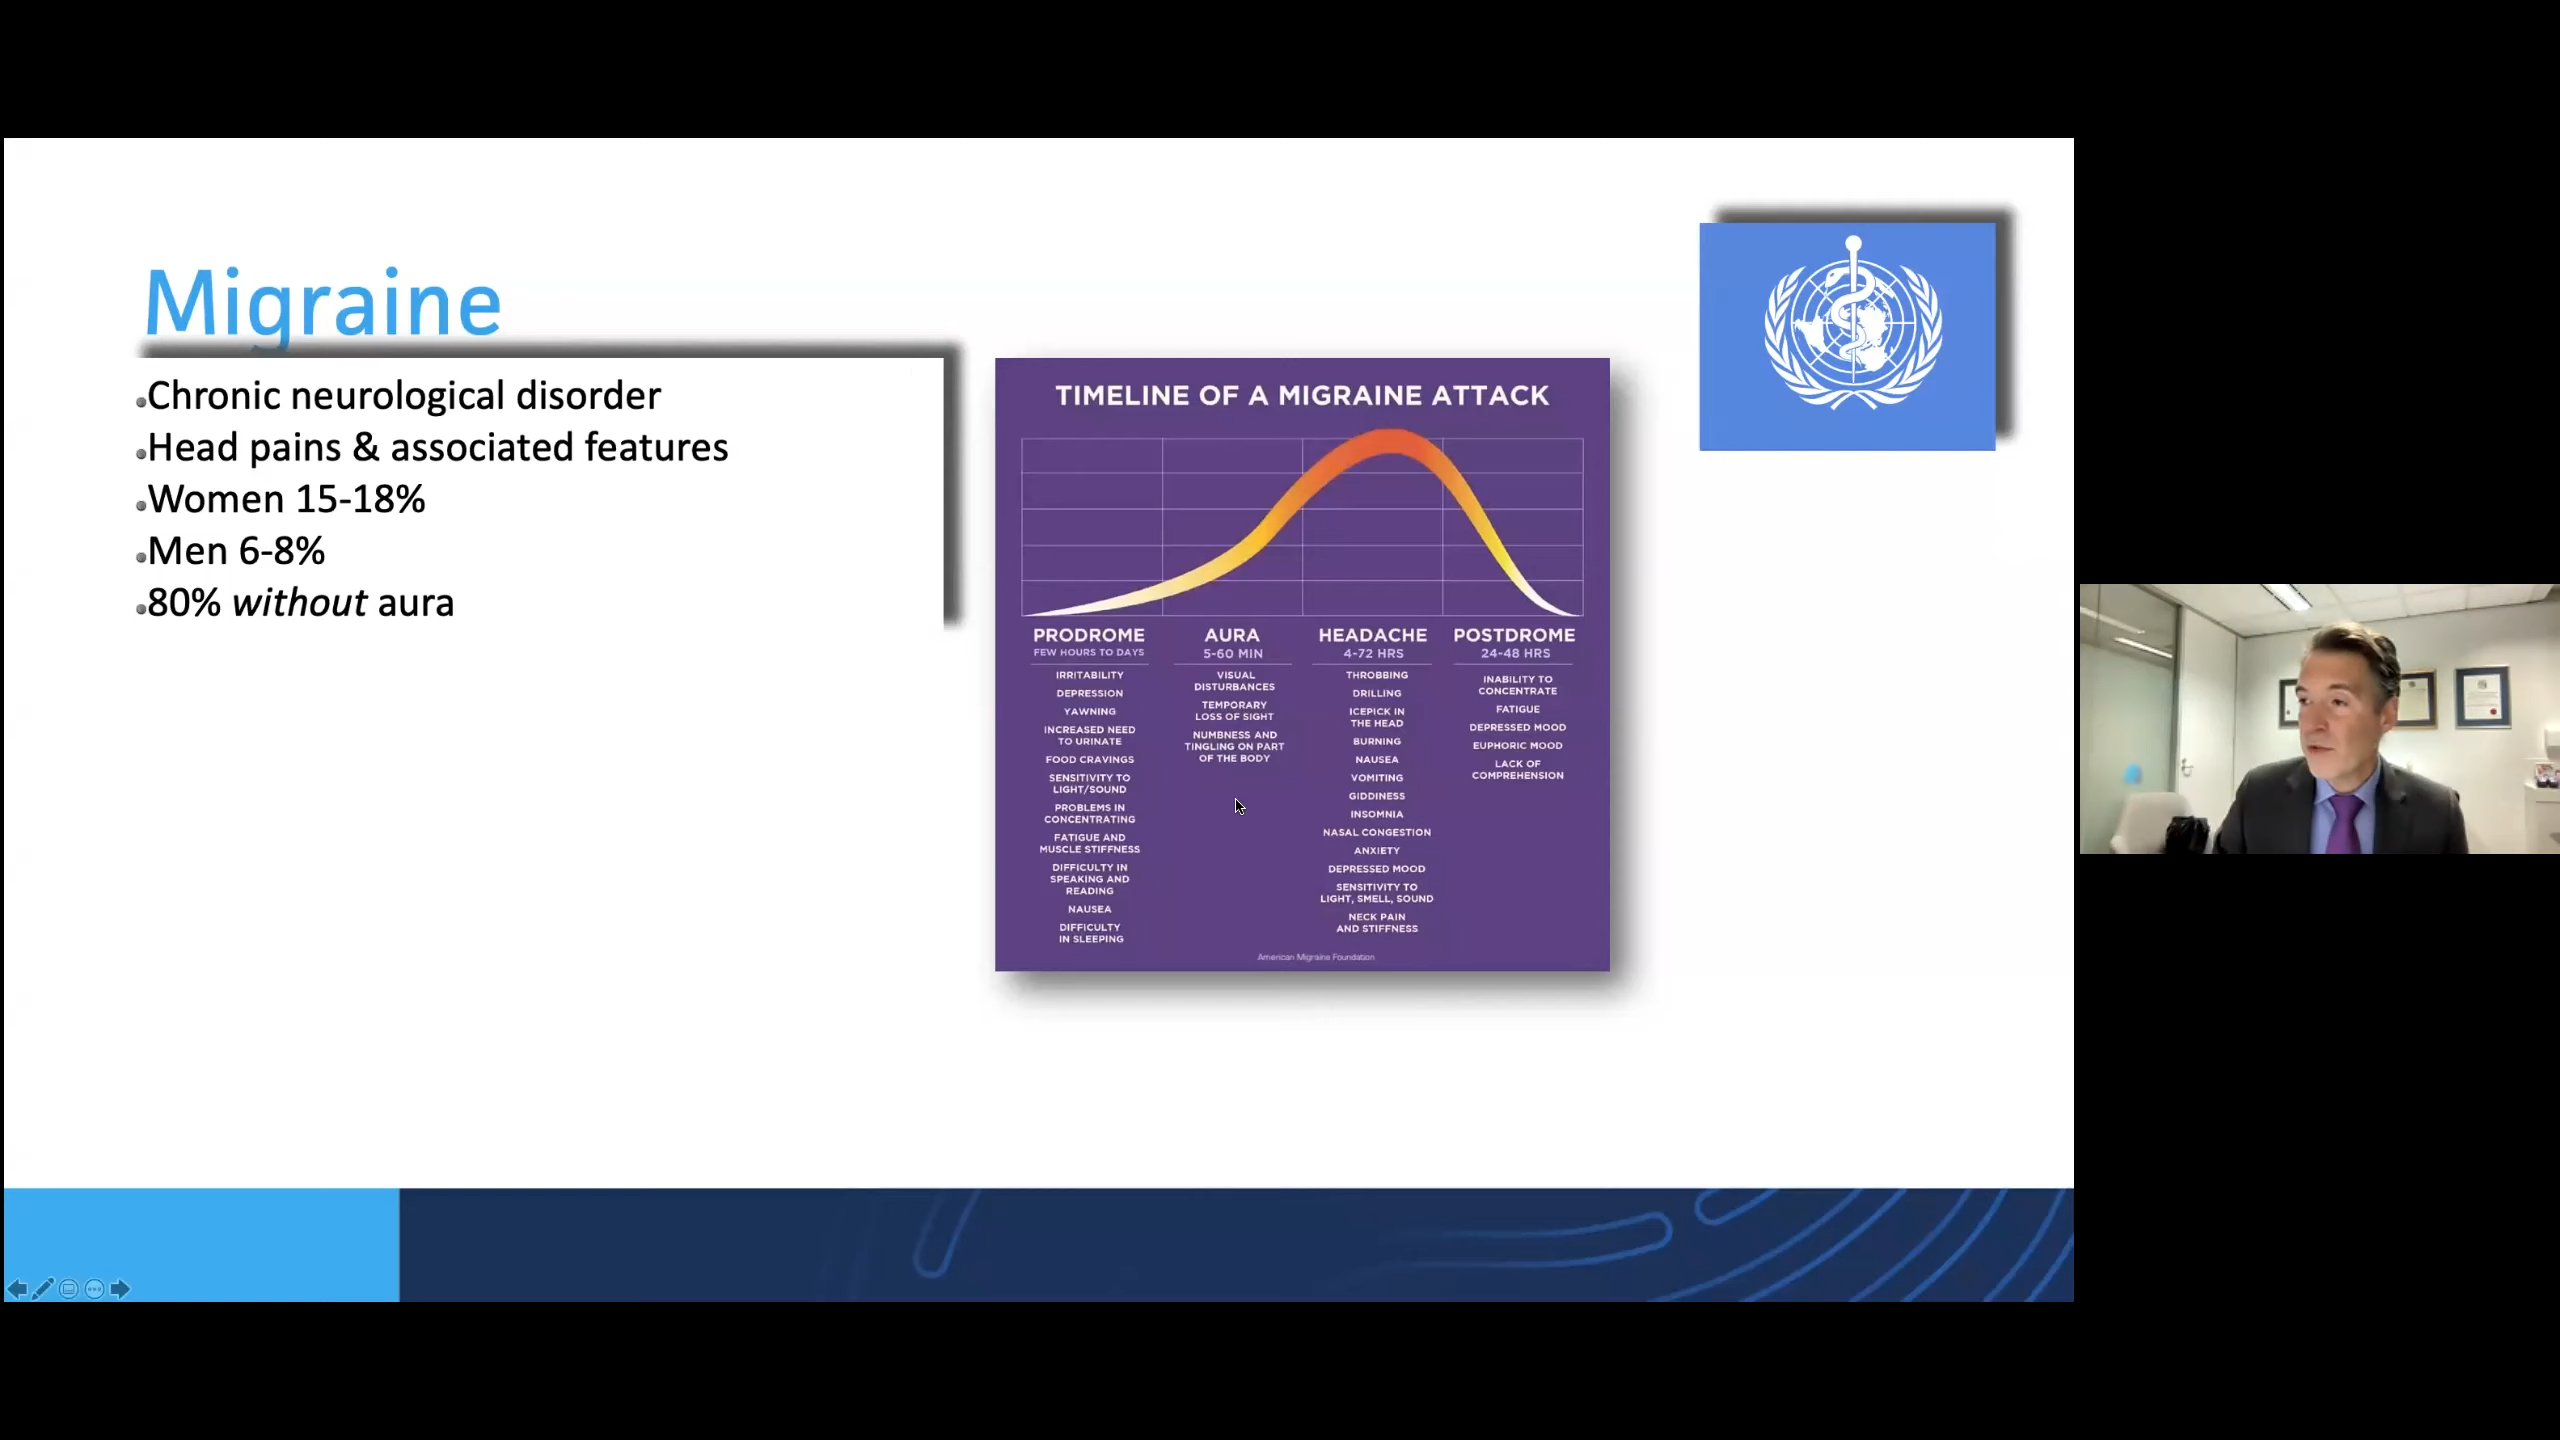 Migraine
Chronic neurological disorder
Head pains & associated features
Women 15-18%
Men 6-8%
80% without aura
TIMELINE OF A MIGRAINE ATTACK
PRODROME
FEW HOURS TO DAYS
IRRITABILITY
DEPRESSION
YAWNING
INCREASED NEED
TO URINATE
FOOD CRAVINGS
SENSITIVITY TO
LIGHT/SOUND
PROBLEMS IN
CONCENTRATING
FATIGUE AND
MUSCLE STIFFNESS
DIFFICULTY IN
SPEAKING AND
READING
NAUSEA
DIFFICULTY
IN SLEEPING
AURA
5-60 MIN
VISUAL
DISTURBANCES
TEMPORARY
LOSS OF SIGHT
NUMBNESS AND
TINGLING ON PART
OF THE BODY
HEADACHE
4-72 HRS
THROBBING
DRILLING
ICEPICK IN
THE HEAD
BURNING
NAUSEA
VOMITING
GIDDINESS
INSOMNIA
NASAL CONGESTION
ANXIETY
DEPRESSED MOOD
SENSITIVITY TO
LIGHT, SMELL, SOUND
NECK PAIN
AND STIFFNESS
POSTDROME
24-48 HRS
INABILITY TO
CONCENTRATE
FATIGUE
DEPRESSED MOOD
EUPHORIC MOOD
LACK OF
COMPREHENSION
American Migraine Foundation